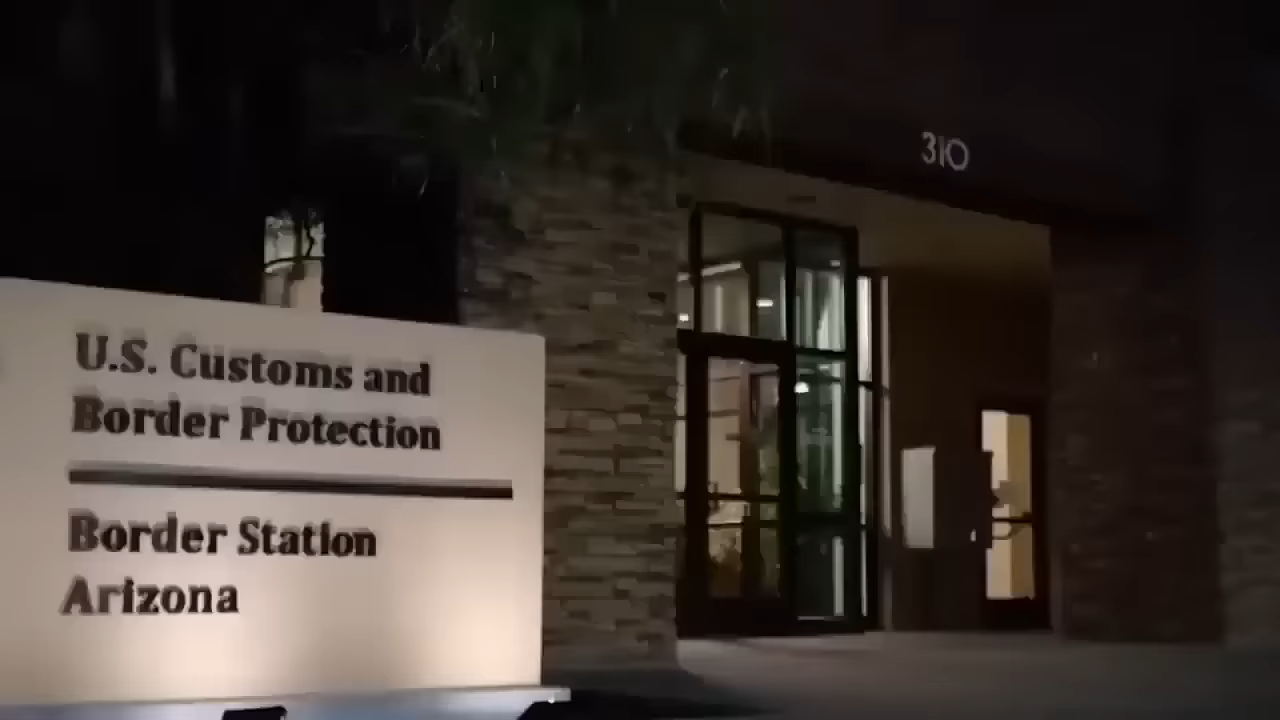 310
U.S. Customs and
Border Protection
Border Station
Arizona